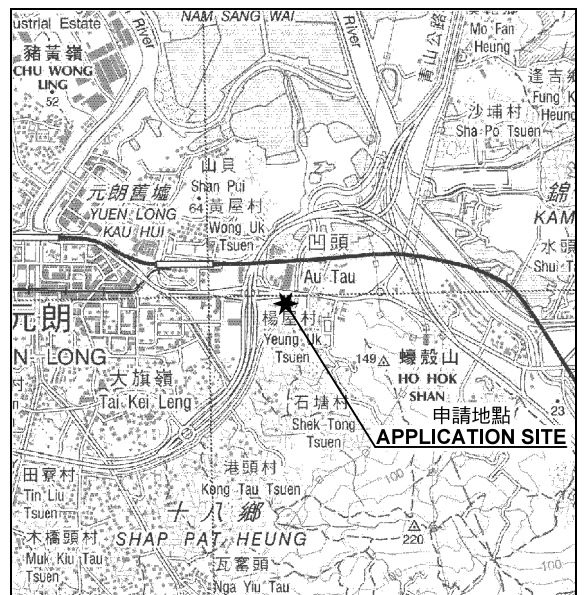 ustrial Estate
豬黃嶺
CHU WONG
LING
52
River
NAM SANG WAI
River
青山公路
Mo Fan
Heung
逢吉鄉
Fung K
Heung
沙埔村
Sha Po Tsuen
山貝
Shan Pui
64
黃屋村
Wong Uk
Tsuen
元朗舊墟
YUEN LONG
KAU HUI
凹頭
Au Tau
錦
KAM
水頭
Shui T
元朗
N LONG
楊屋村
Yeung Uk
Tsuen
149
蠔殼山
HO HOK
SHAN
大旗嶺
Tai Kei Leng
石塘村
Shek Tong
Tsuen
申請地點
APPLICATION SITE
23
田寮村
Tin Liu
Tsuen
港頭村
Kong Tau Tsuen
100
十八鄉
SHAP PAT HEUNG
220
木橋頭村
Muk Kiu Tau
Tsuen
瓦窰頭
Nga Yiu Tau
100
100